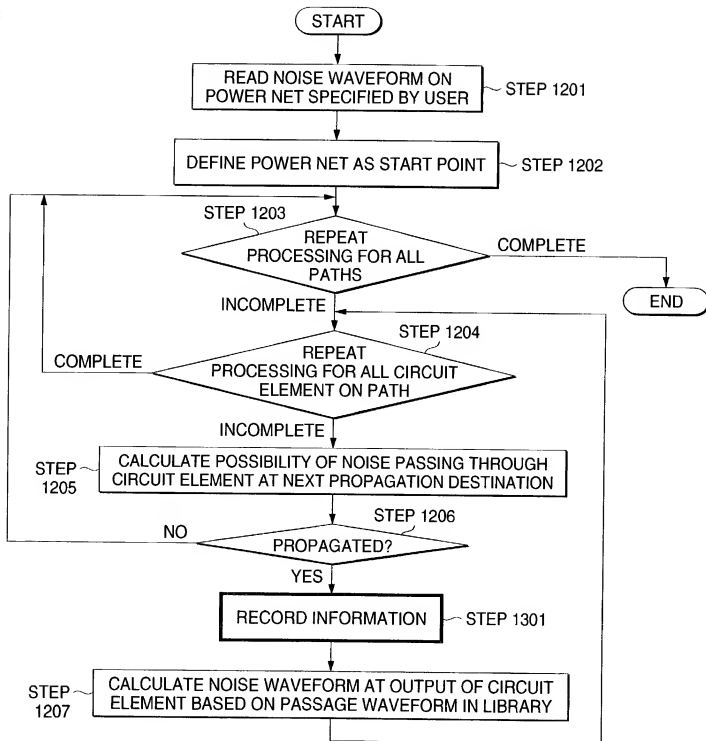 START
READ NOISE WAVEFORM ON
POWER NET SPECIFIED BY USER
STEP 1201
DEFINE POWER NET AS START POINT
STEP 1202
STEP 1203
REPEAT
PROCESSING FOR ALL
PATHS
COMPLETE
END
INCOMPLETE
STEP 1204
COMPLETE
REPEAT
PROCESSING FOR ALL CIRCUIT
ELEMENT ON PATH
INCOMPLETE
STEP
1205
CALCULATE POSSIBILITY OF NOISE PASSING THROUGH
CIRCUIT ELEMENT AT NEXT PROPAGATION DESTINATION
STEP 1206
NO
PROPAGATED?
YES
RECORD INFORMATION
STEP 1301
STEP
1207
CALCULATE NOISE WAVEFORM AT OUTPUT OF CIRCUIT
ELEMENT BASED ON PASSAGE WAVEFORM IN LIBRARY